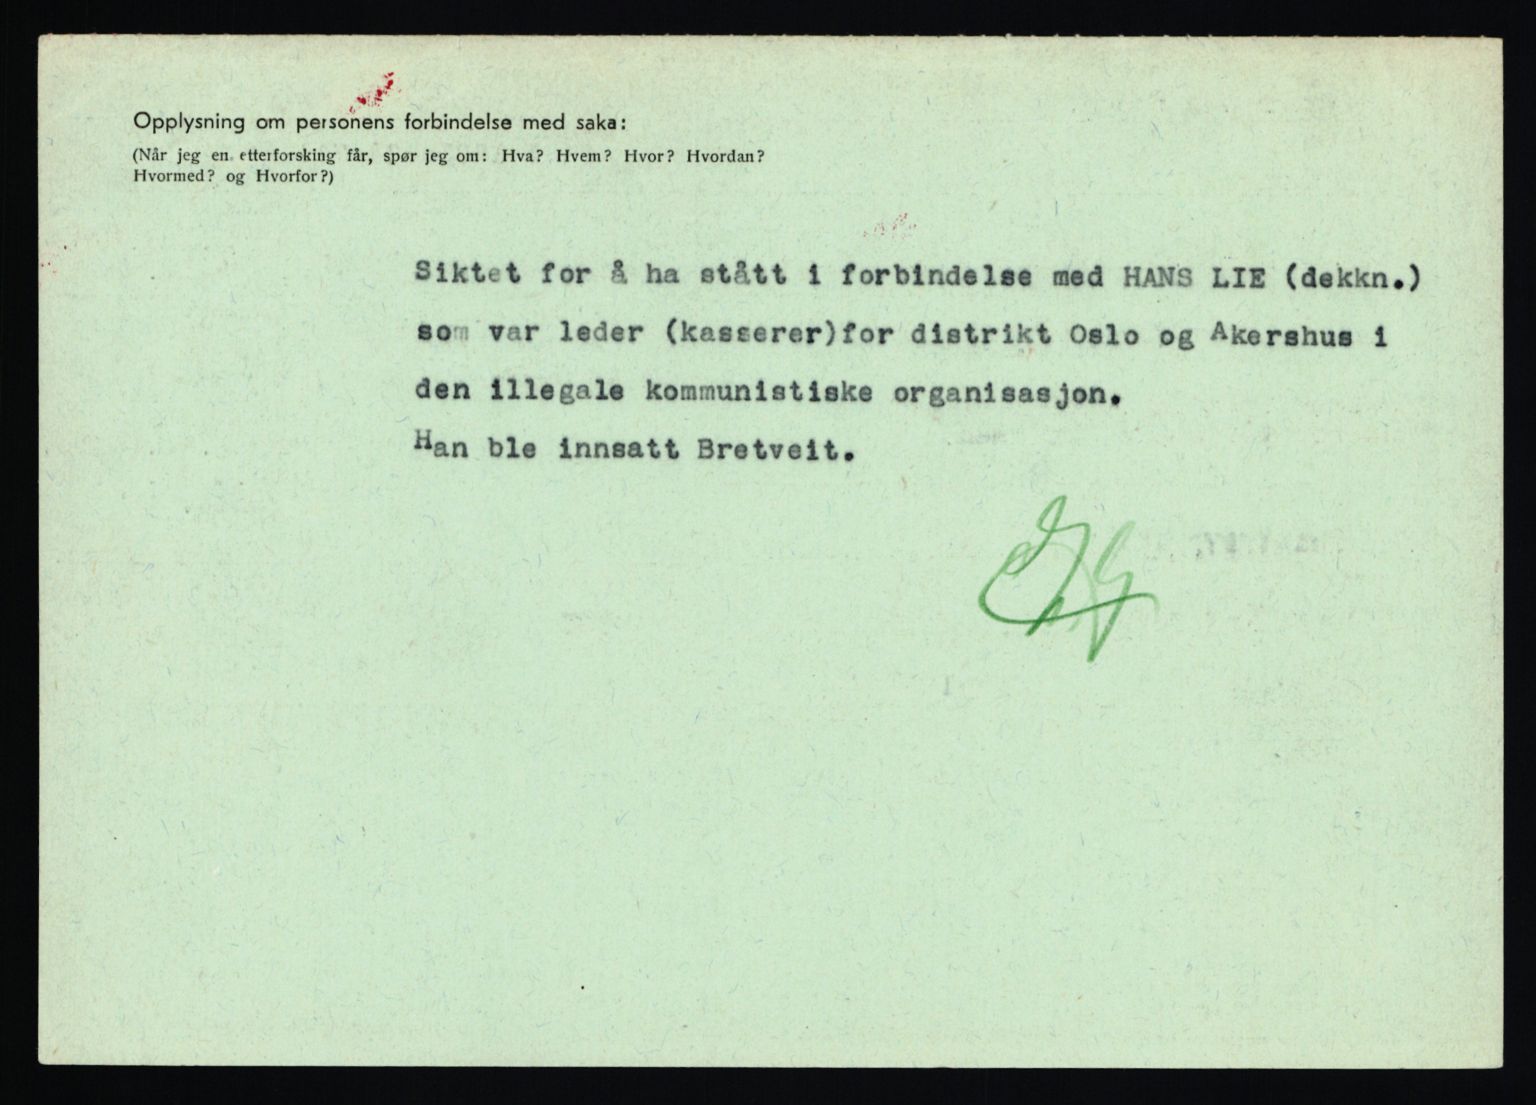 Opplysning om personens forbindelse med saka:
(Når jeg en etterforsking får, spør jeg om: Hva? Hvem? Hvor? Hvordan?
Hvormed? og Hvorfor?)
Siktet for å ha stått i forbindelse med HANS LIE (dekkn.)
som var leder (kasserer)for distrikt Oslo og Akershus i
den illegale kommunistiske organisasjon.
Han ble innsatt Bretveit.